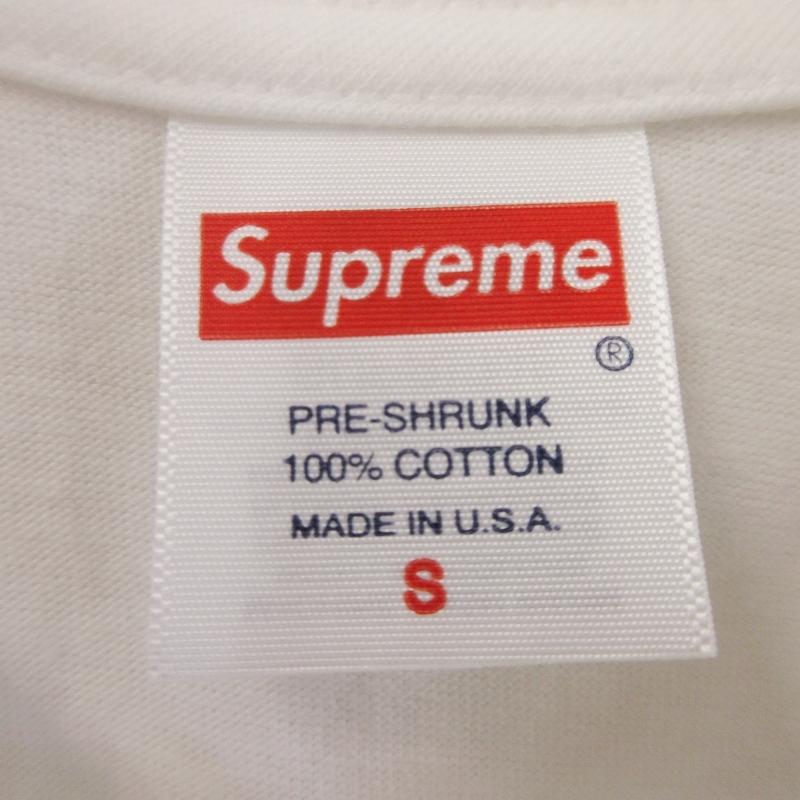 Supreme
®
PRE-SHRUNK
100% COTTON
MADE IN U.S.A.
S